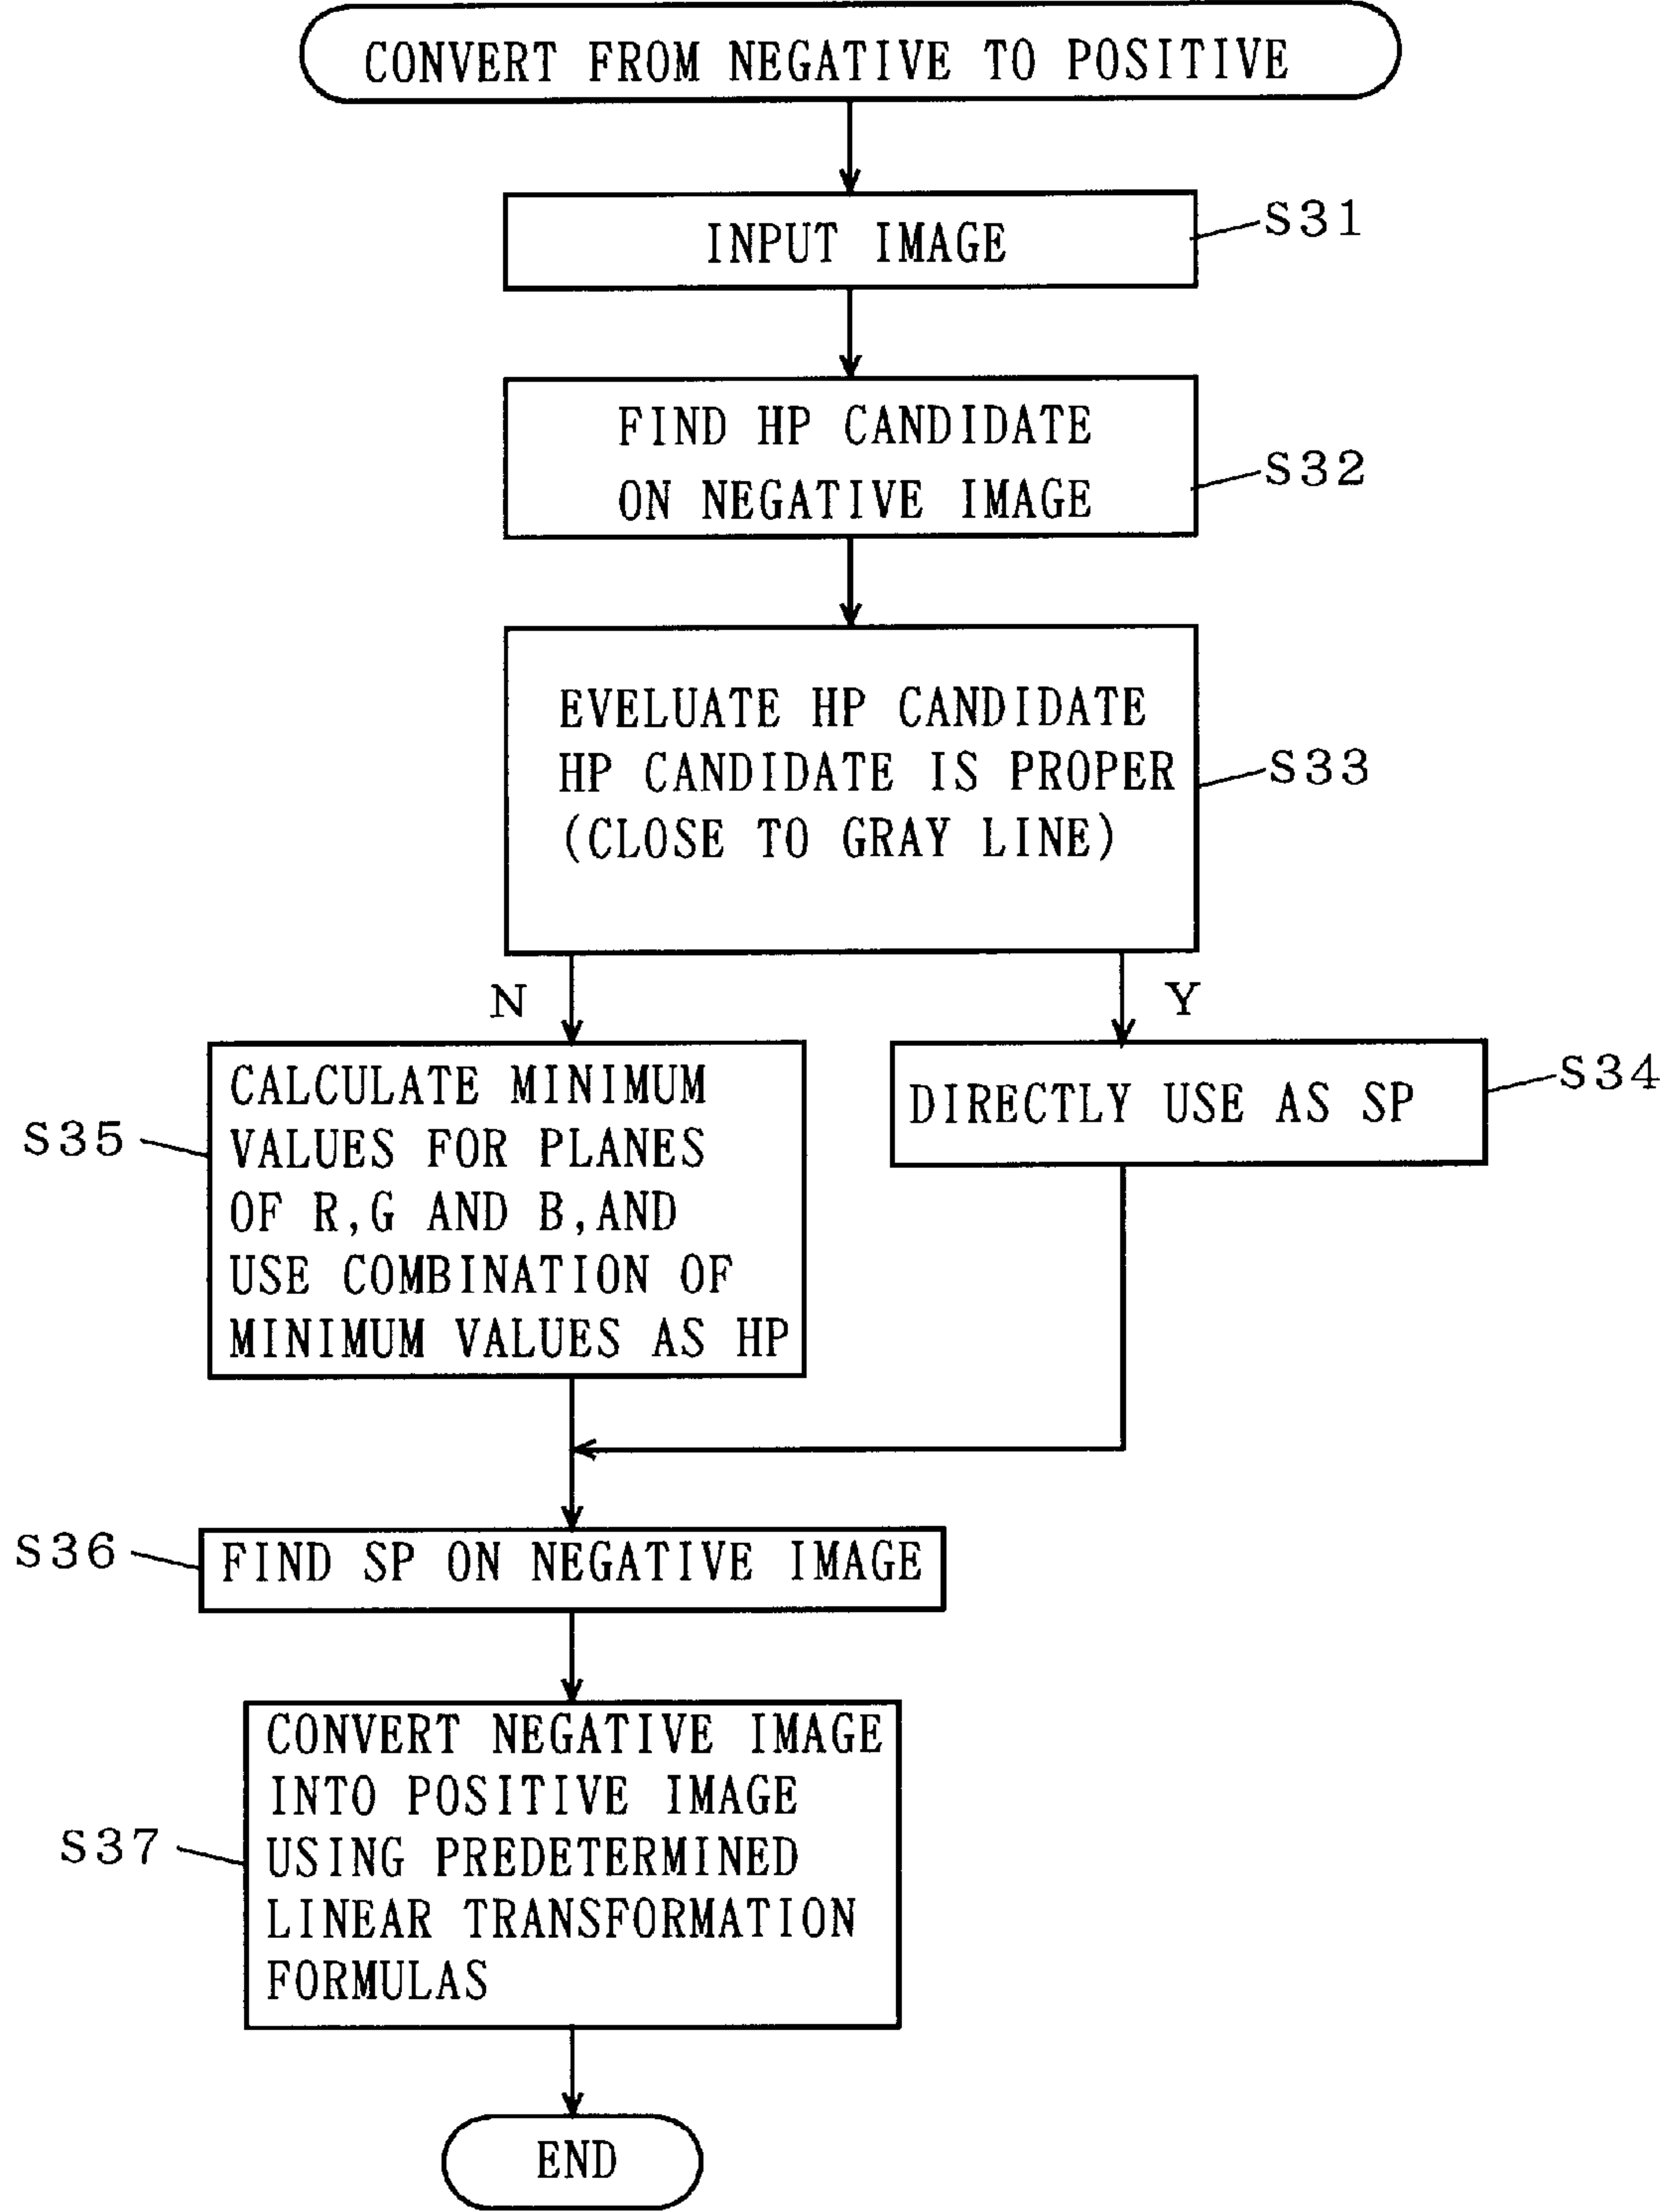 CONVERT FROM NEGATIVE TO POSITIVE
INPUT IMAGE
S31
FIND HP CANDIDATE
ON NEGATIVE IMAGE
S32
EVELUATE HP CANDIDATE
HP CANDIDATE IS PROPER
(CLOSE TO GRAY LINE)
S33
N
Y
S35
CALCULATE MINIMUM
VALUES FOR PLANES
OF R,G AND B,AND
USE COMBINATION OF
MINIMUM VALUES AS HP
DIRECTLY USE AS SP
S34
S36
FIND SP ON NEGATIVE IMAGE
S37
CONVERT NEGATIVE IMAGE
INTO POSITIVE IMAGE
USING PREDETERMINED
LINEAR TRANSFORMATION
FORMULAS
END